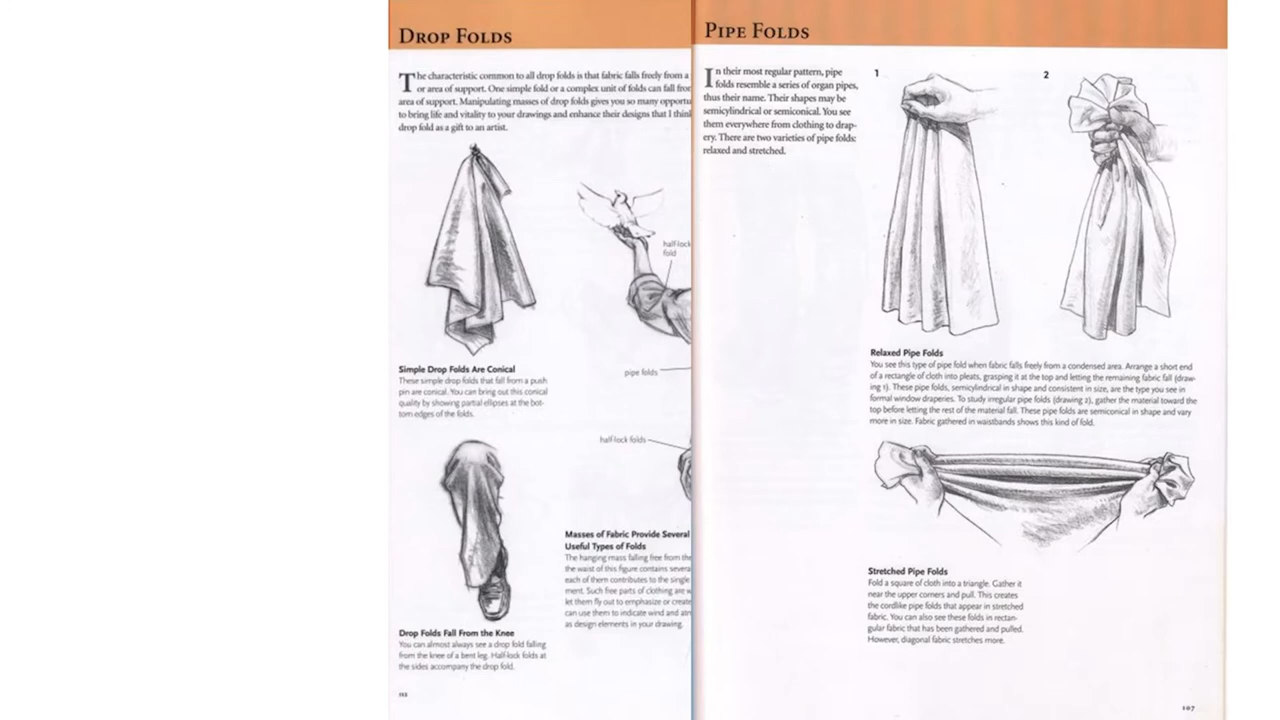 DROP FOLDS
The characteristic common to all drop folds is that fabric falls freely from a
or area of support. One simple fold or a complex unit of folds can fall from
area of support. Manipulating masses of drop folds gives you so many opportu
to bring life and vitality to your drawings and enhance their designs that I think
drop fold as a gift to an artist.
half-lock
fold
Simple Drop Folds Are Conical
These simple drop folds that fall from a push
pin are conical. You can bring out this conical
quality by showing partial ellipses at the bot-
tom edges of the folds.
pipe folds
half-lock folds
Drop Folds Fall From the Knee
You can almost always see a drop fold falling
from the knee of a bent leg. Half-lock folds at
the sides accompany the drop fold.
Masses of Fabric Provide Several
Useful Types of Folds
The hanging mass falling free from the
the waist of this figure contains severa
each of them contributes to the single
ment. Such free parts of clothing are w
let them fly out to emphasize or create
can use them to indicate wind and atm
as design elements in your drawing.
112
PIPE FOLDS
In their most regular pattern, pipe
folds resemble a series of organ pipes,
thus their name. Their shapes may be
semicylindrical or semiconical. You see
them everywhere from clothing to drap-
ery. There are two varieties of pipe folds:
relaxed and stretched.
1
2
Relaxed Pipe Folds
You see this type of pipe fold when fabric falls freely from a condensed area. Arrange a short end
of a rectangle of cloth into pleats, grasping it at the top and letting the remaining fabric fall (draw-
ing 1). These pipe folds, semicylindrical in shape and consistent in size, are the type you see in
formal window draperies. To study irregular pipe folds (drawing 2), gather the material toward the
top before letting the rest of the material fall. These pipe folds are semiconical in shape and vary
more in size. Fabric gathered in waistbands shows this kind of fold.
Stretched Pipe Folds
Fold a square of cloth into a triangle. Gather it
near the upper corners and pull. This creates
the cordlike pipe folds that appear in stretched
fabric. You can also see these folds in rectan-
gular fabric that has been gathered and pulled.
However, diagonal fabric stretches more.
107